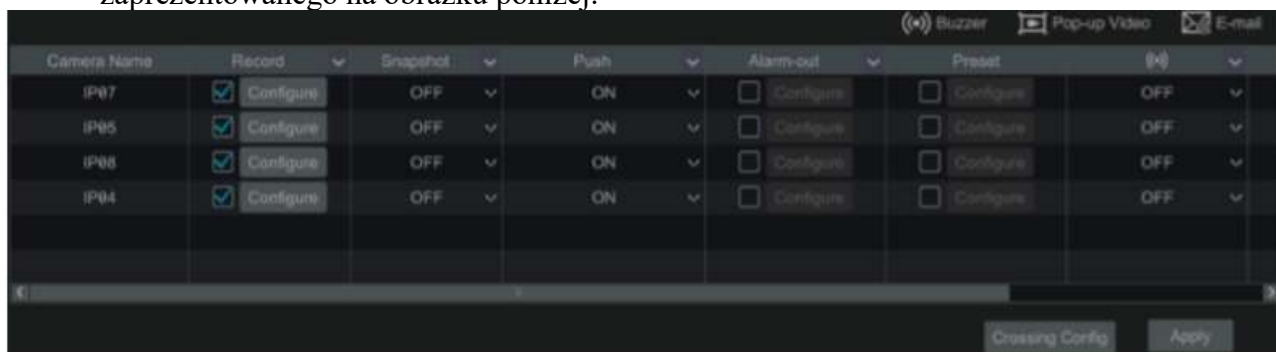 zaprezentowanego na obrazku poniżej:
((•)) Buzzer Pop-up Video E-mail
Camera Name Record Snapshot Push Alarm-out Preset ((•))
IP07 Configure OFF ON Configure Configure OFF
IP05 Configure OFF ON Configure Configure OFF
IP08 Configure OFF ON Configure Configure OFF
IP04 Configure OFF ON Configure Configure OFF
Crossing Config Apply